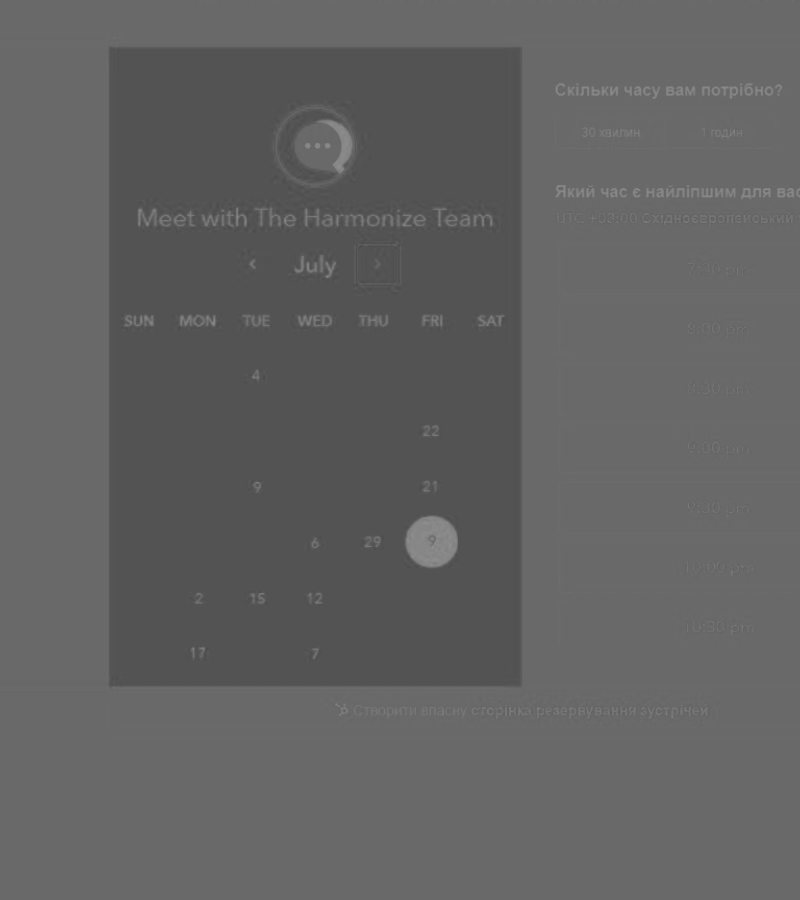 Meet with The Harmonize Team
July
SUN MON TUE WED THU FRI SAT
4
22
9 21
6 29 9
2 15 12
17 7
Скільки часу вам потрібно?
30 хвилин 1 годин
Який час є найліпшим для вас
UTC +02:00 Східноєвропейський
7:30 pm
8:00 pm
8:30 pm
9:00 pm
9:30 pm
10:00 pm
10:30 pm
Створити власну сторінка резервування зустрічей